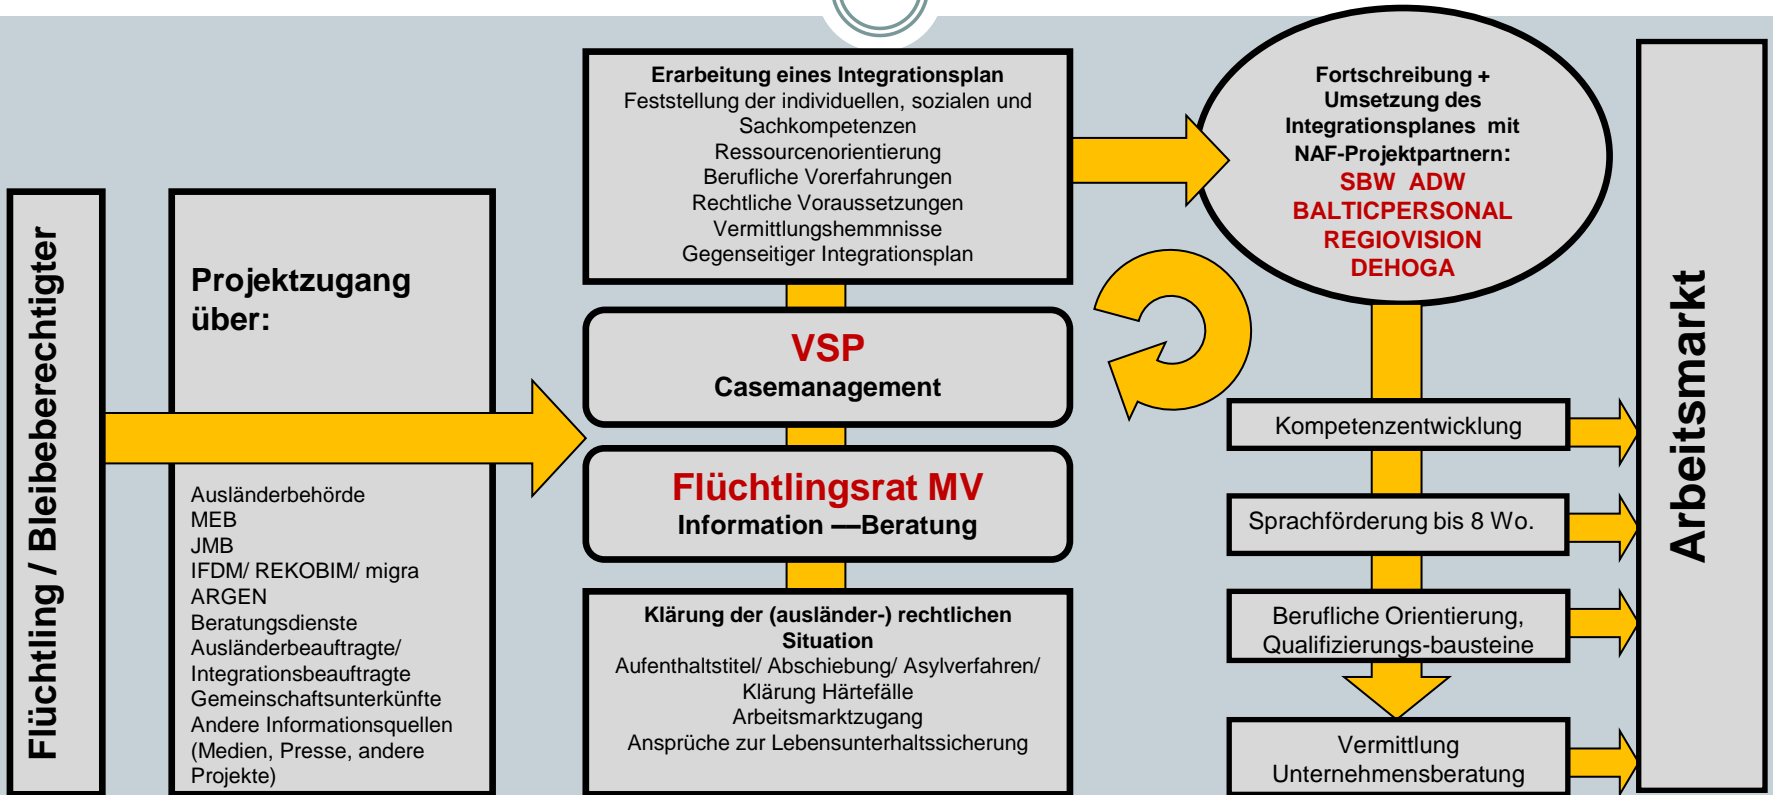 Flüchtling / Bleibeberechtigter
Projektzugang
über:
Ausländerbehörde
MEB
JMB
IFDM/ REKOBIM/ migra
ARGEN
Beratungsdienste
Ausländerbeauftragte/
Integrationsbeauftragte
Gemeinschaftsunterkünfte
Andere Informationsquellen
(Medien, Presse, andere
Projekte)
Erarbeitung eines Integrationsplan
Feststellung der individuellen, sozialen und
Sachkompetenzen
Ressourcenorientierung
Berufliche Vorerfahrungen
Rechtliche Voraussetzungen
Vermittlungshemmnisse
Gegenseitiger Integrationsplan
VSP
Casemanagement
Flüchtlingsrat MV
Information —Beratung
Klärung der (ausländer-) rechtlichen
Situation
Aufenthaltstitel/ Abschiebung/ Asylverfahren/
Klärung Härtefälle
Arbeitsmarktzugang
Ansprüche zur Lebensunterhaltssicherung
Fortschreibung +
Umsetzung des
Integrationsplanes mit
NAF-Projektpartnern:
SBW ADW
BALTICPERSONAL
REGIOVISION
DEHOGA
Kompetenzentwicklung
Sprachförderung bis 8 Wo.
Berufliche Orientierung,
Qualifizierungs-bausteine
Vermittlung
Unternehmensberatung
Arbeitsmarkt